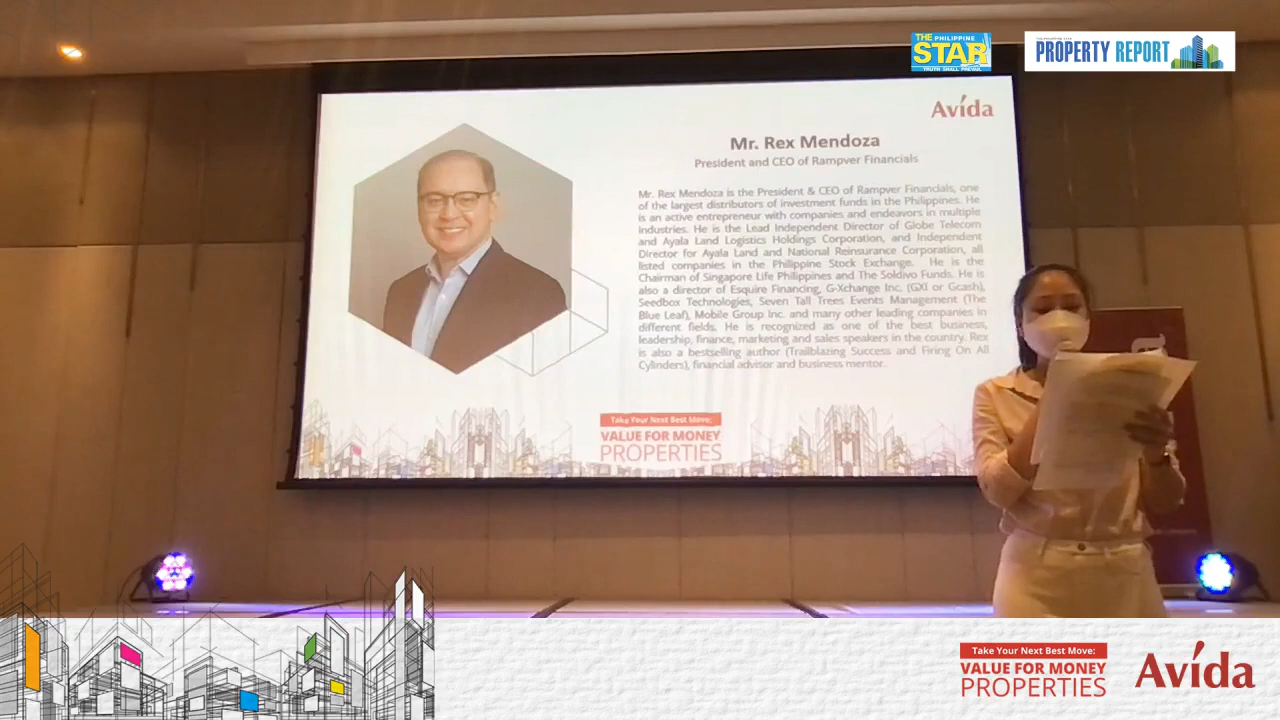 THE PHILIPPINE
STAR
TRUTH SHALL PREVAIL
THE PHILIPPINE STAR
PROPERTY REPORT
Avida
Mr. Rex Mendoza
President and CEO of Rampver Financials
Mr. Rex Mendoza is the President & CEO of Rampver Financials, one
of the largest distributors of investment funds in the Philippines. He
is an active entrepreneur with companies and endeavors in multiple
industries. He is the Lead Independent Director of Globe Telecom
and Ayala Land Logistics Holdings Corporation, and Independent
Director for Ayala Land and National Reinsurance Corporation, all
listed companies in the Philippine Stock Exchange. He is the
Chairman of Singapore Life Philippines and The Soldivo Funds. He is
also a director of Esquire Financing, G-Xchange Inc. (GXI or Gcash),
Seedbox Technologies, Seven Tall Trees Events Management (The
Blue Leaf), Mobile Group Inc. and many other leading companies in
different fields. He is recognized as one of the best business,
leadership, finance, marketing and sales speakers in the country. Rex
is also a bestselling author (Trailblazing Success and Firing On All
Cylinders), financial advisor and business mentor.
Take Your Next Best Move:
VALUE FOR MONEY
PROPERTIES
Take Your Next Best Move:
VALUE FOR MONEY
PROPERTIES
Avída